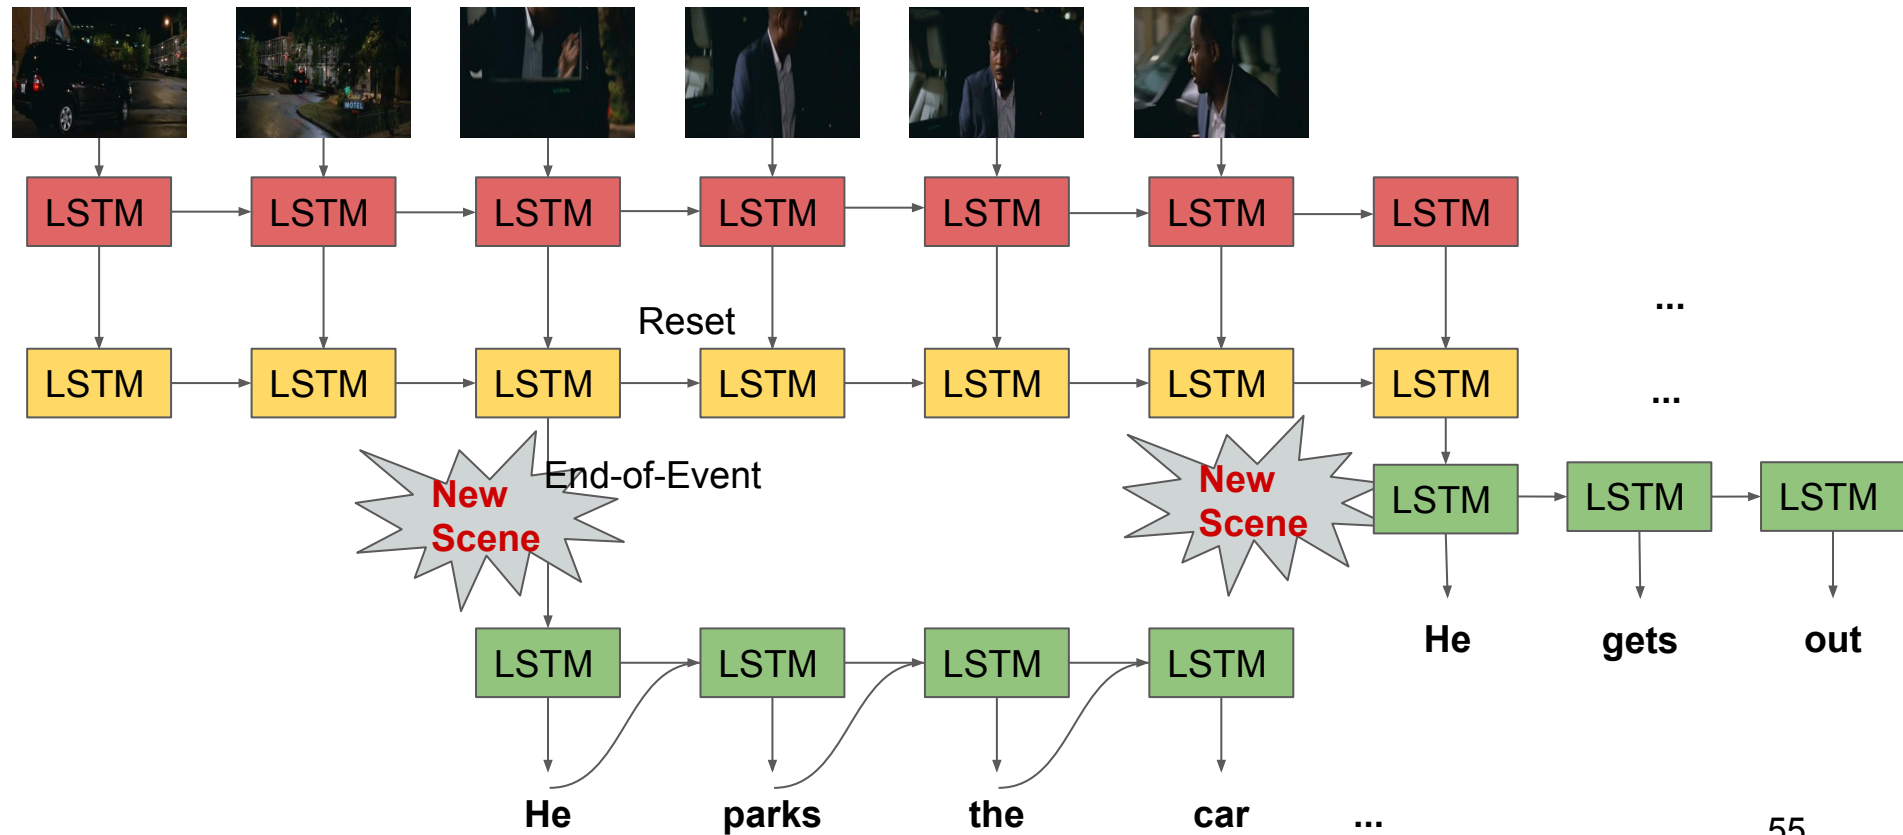 MOTEL
LSTM LSTM LSTM LSTM LSTM LSTM LSTM
...
Reset
LSTM LSTM LSTM LSTM LSTM LSTM LSTM
...
End-of-Event
New
Scene
New
Scene
LSTM LSTM LSTM
He gets out
LSTM LSTM LSTM LSTM
He parks the car ...
55